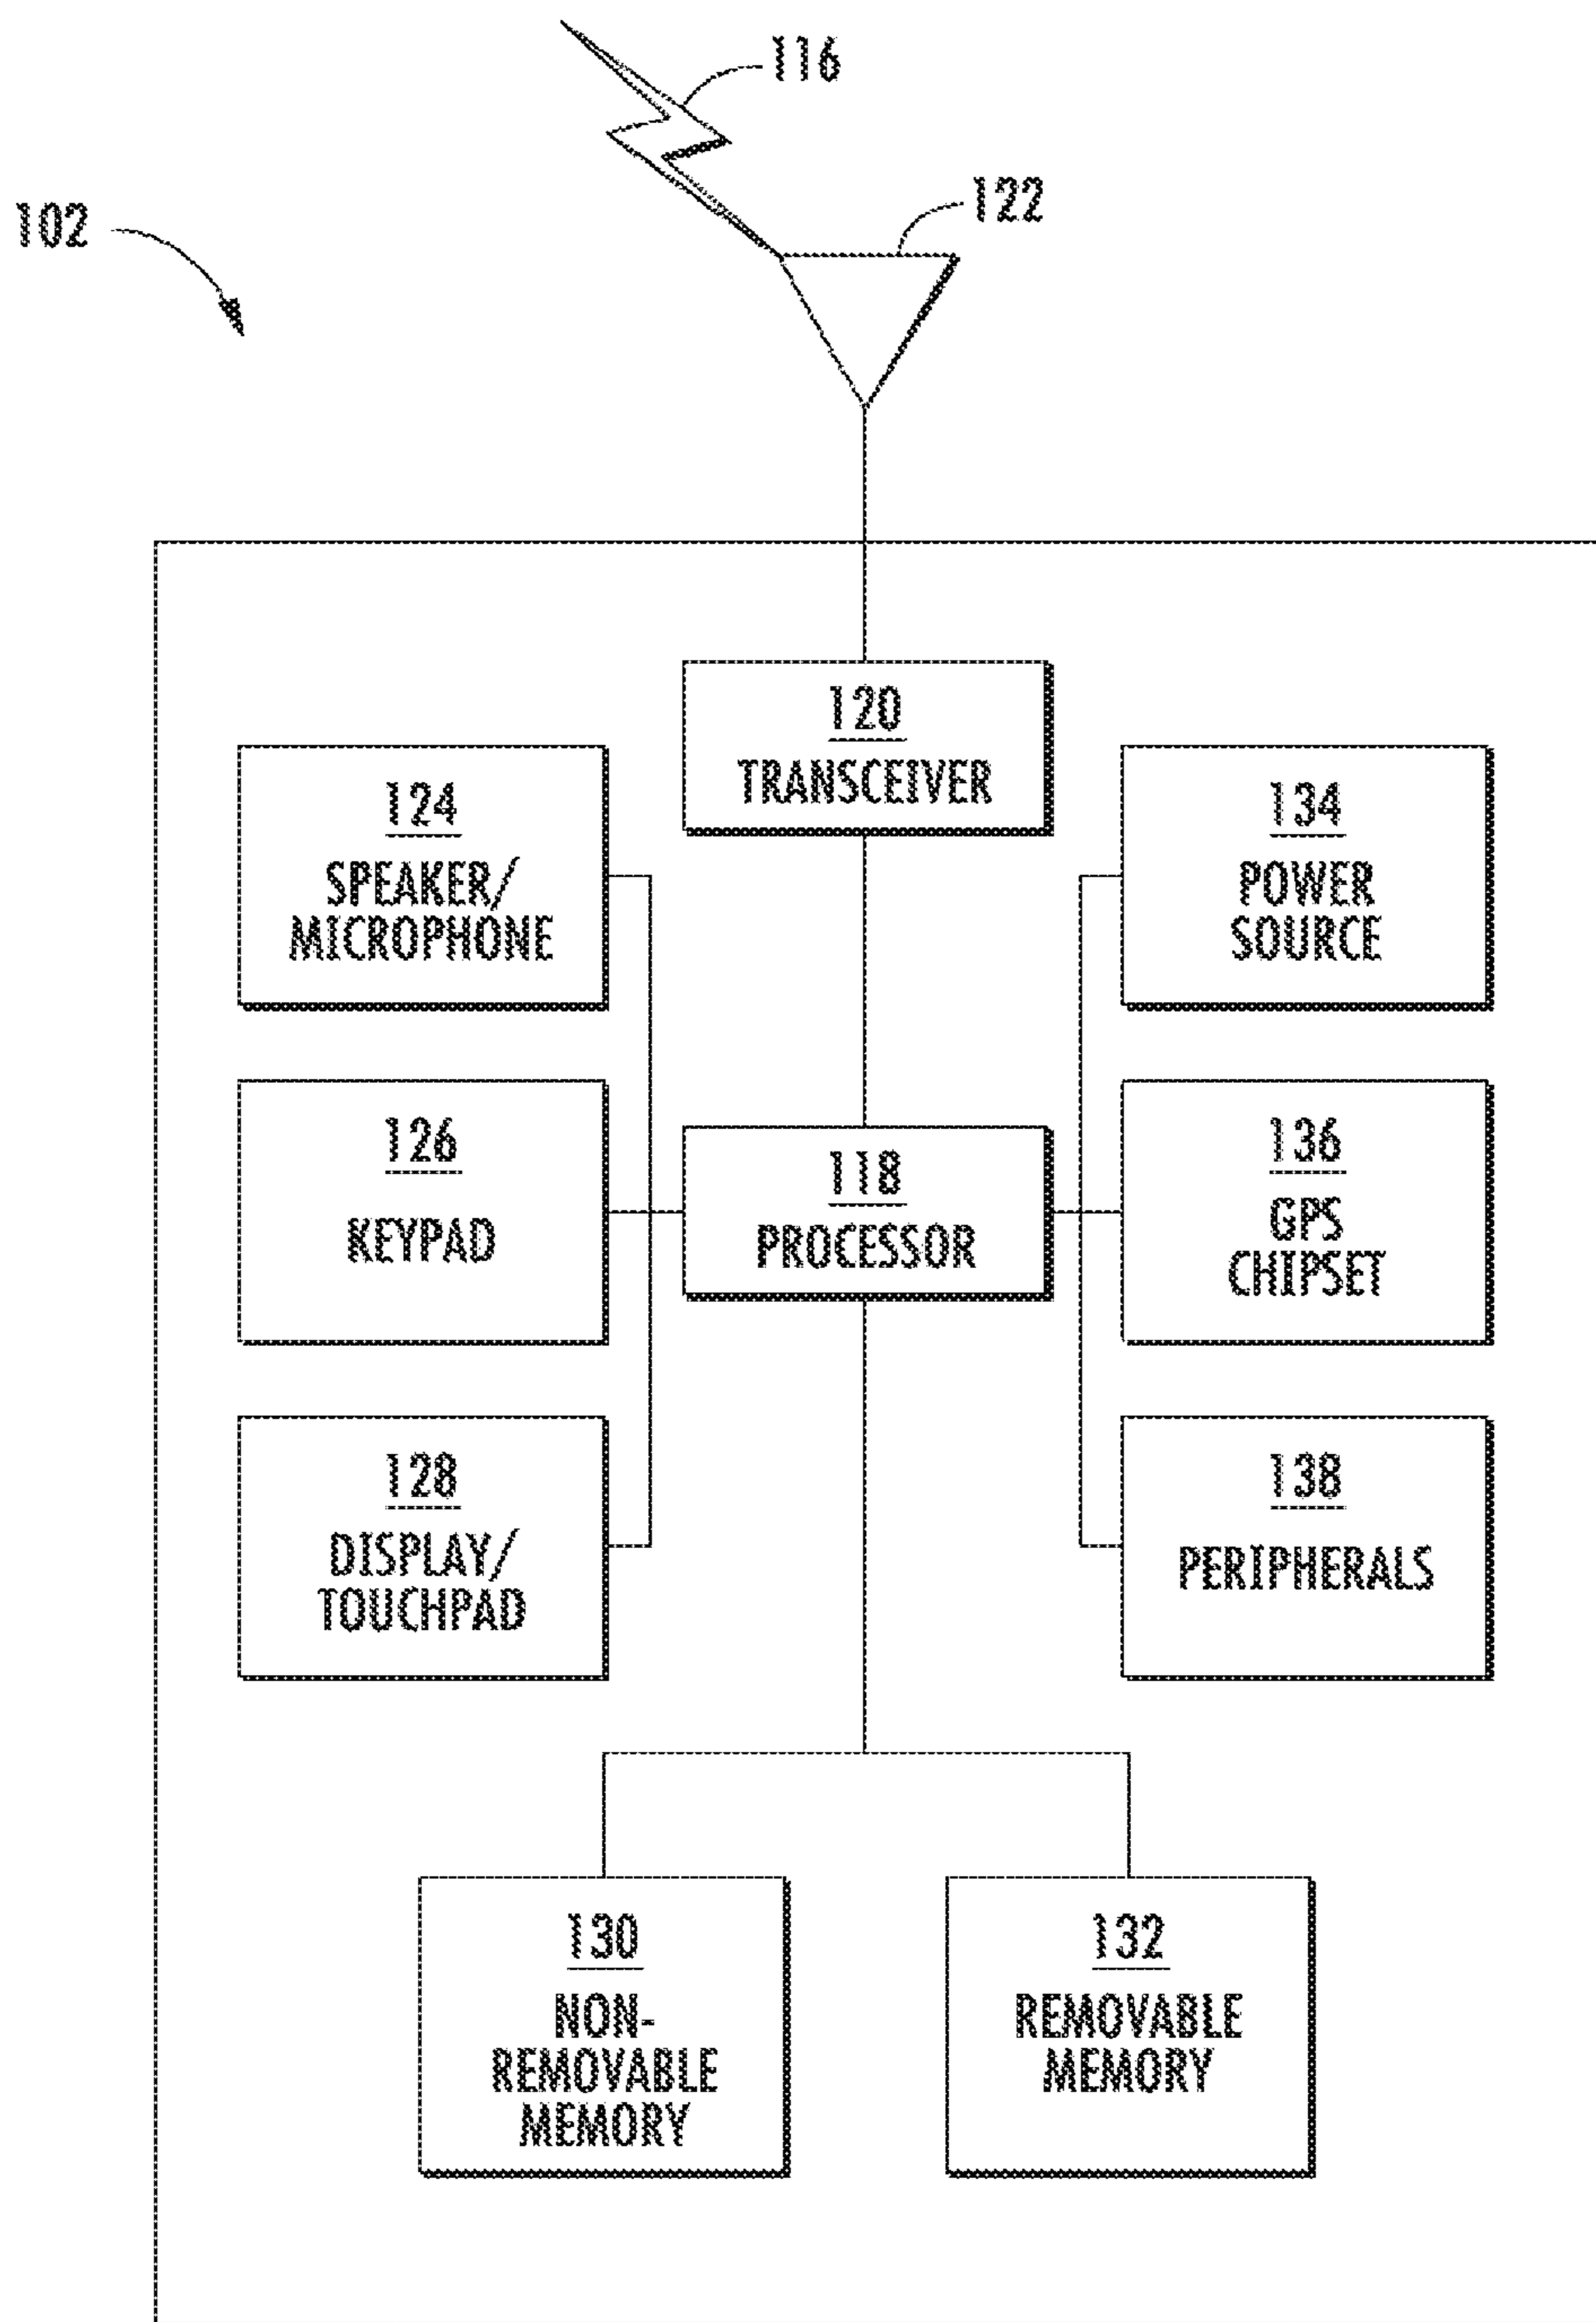 116
122
102
120
TRANSCEIVER
124
SPEAKER/
MICROPHONE
134
POWER
SOURCE
126
KEYPAD
118
PROCESSOR
136
GPS
CHIPSET
128
DISPLAY/
TOUCHPAD
138
PERIPHERALS
130
NON-
REMOVABLE
MEMORY
132
REMOVABLE
MEMORY